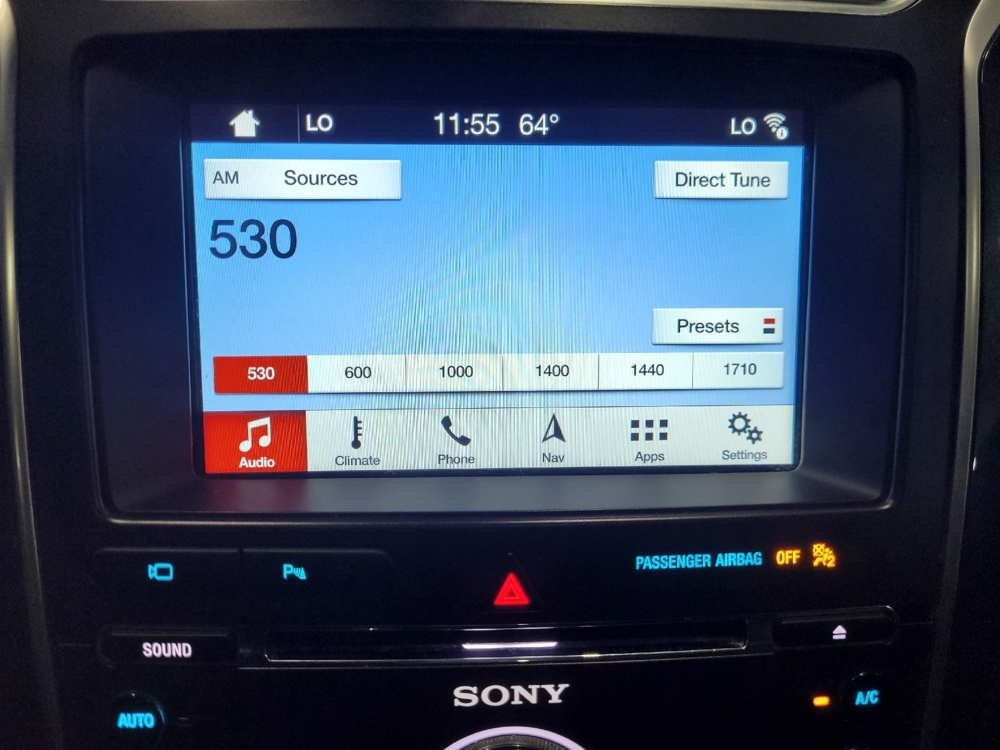 LO 11:55 64° LO
AM Sources Direct Tune
530
Presets
530 600 1000 1400 1440 1710
Audio Climate Phone Nav Apps Settings
PASSENGER AIRBAG OFF 2
P
SOUND
SONY
AUTO A/C